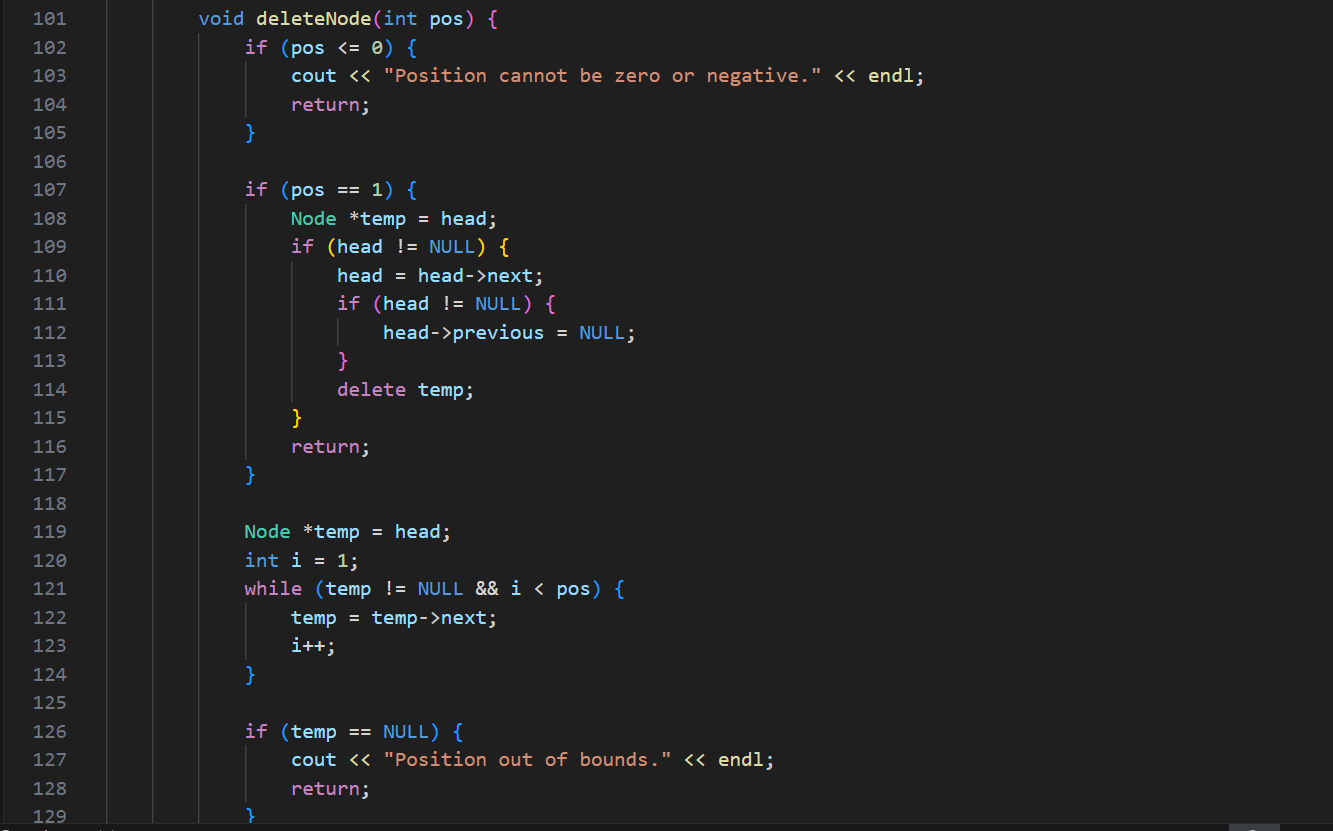 101 void deleteNode(int pos) {
102 if (pos <= 0) {
103 cout << "Position cannot be zero or negative." << endl;
104 return;
105 }
106
107 if (pos == 1) {
108 Node *temp = head;
109 if (head != NULL) {
110 head = head->next;
111 if (head != NULL) {
112 head->previous = NULL;
113 }
114 delete temp;
115 }
116 return;
117 }
118
119 Node *temp = head;
120 int i = 1;
121 while (temp != NULL && i < pos) {
122 temp = temp->next;
123 i++;
124 }
125
126 if (temp == NULL) {
127 cout << "Position out of bounds." << endl;
128 return;
129 }